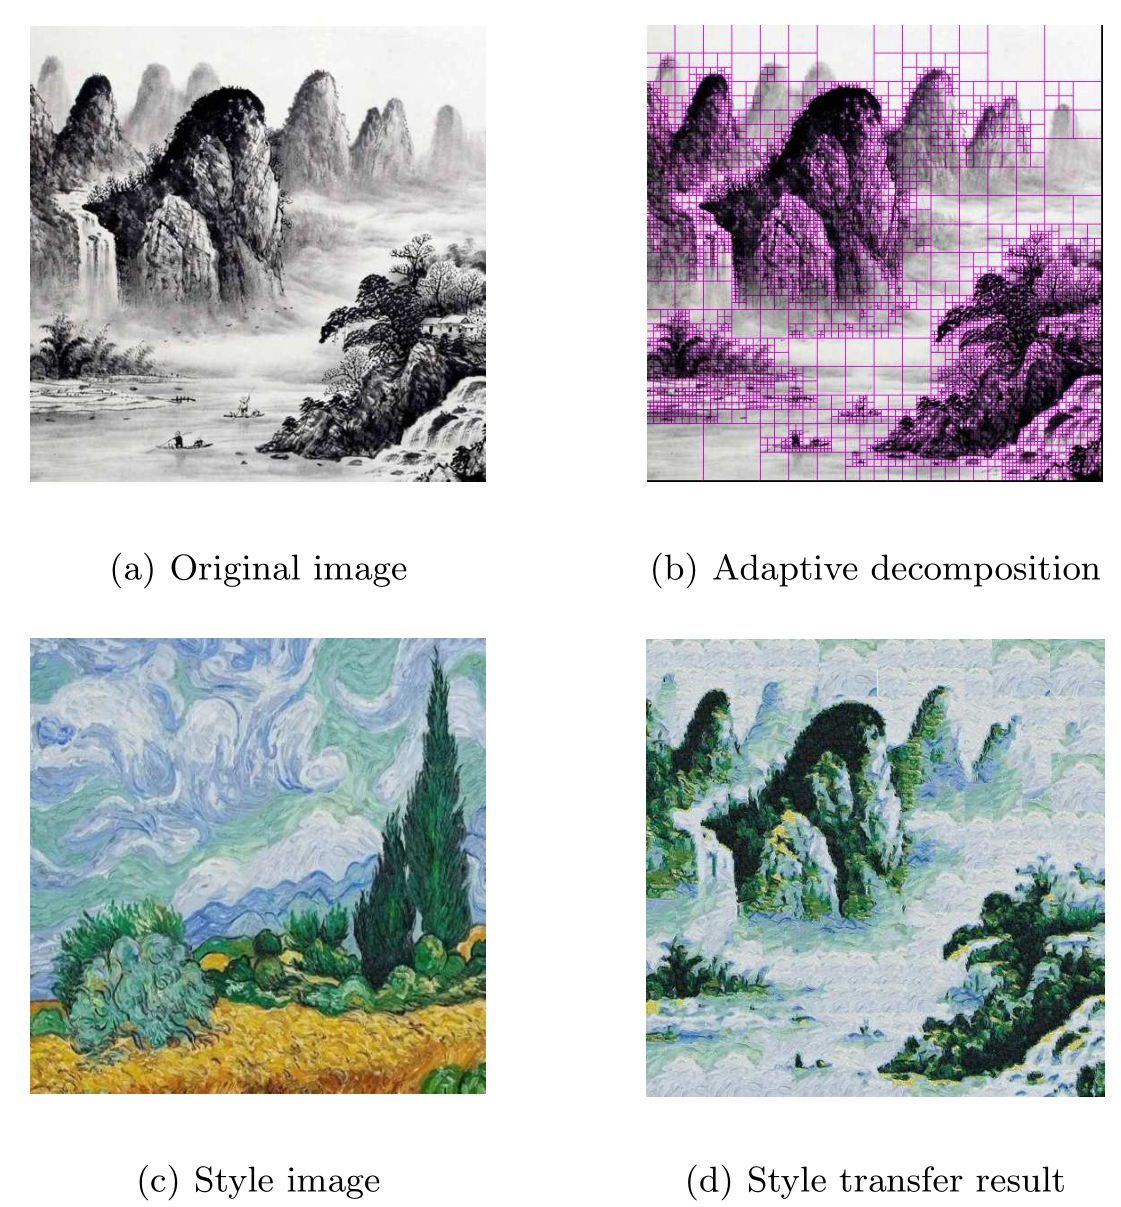 (a) Original image
(b) Adaptive decomposition
(c) Style image
(d) Style transfer result